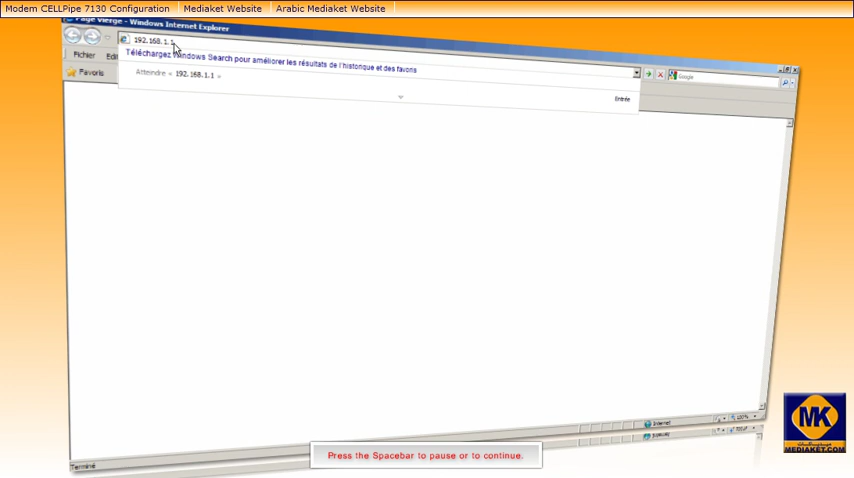 Modem CELLPipe 7130 Configuration
Mediaket Website
Arabic Mediaket Website
Page Vierge - Windows Internet Explorer
192.168.1.1
Fichier
Téléchargez Windows Search pour améliorer les résultats de l'historique et des favoris
Google
Favoris
Atteindre « 192.168.1.1 »
Entrée
Internet
100%
Terminé
Press the Spacebar to pause or to continue.
MK
MEDIAKET.COM